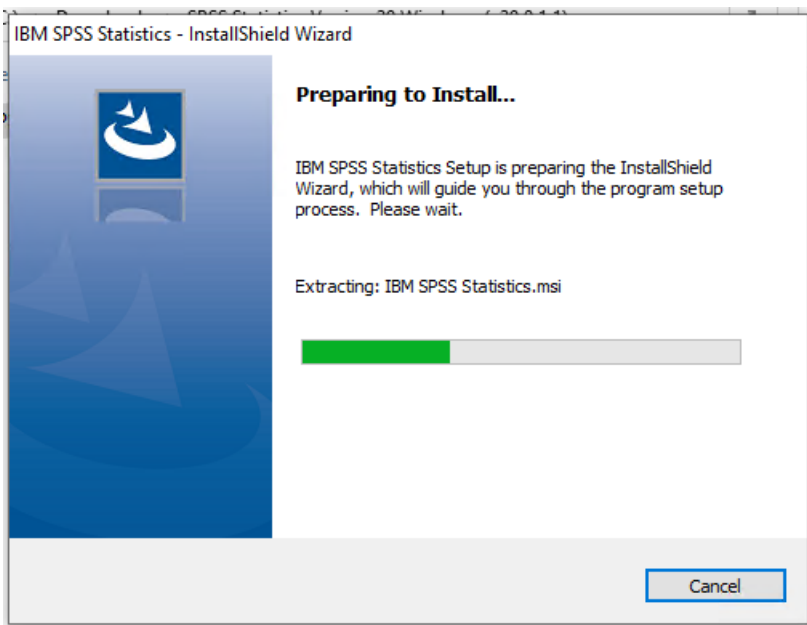 IBM SPSS Statistics - InstallShield Wizard
Preparing to Install...
IBM SPSS Statistics Setup is preparing the InstallShield
Wizard, which will guide you through the program setup
process. Please wait.
Extracting: IBM SPSS Statistics.msi
Cancel